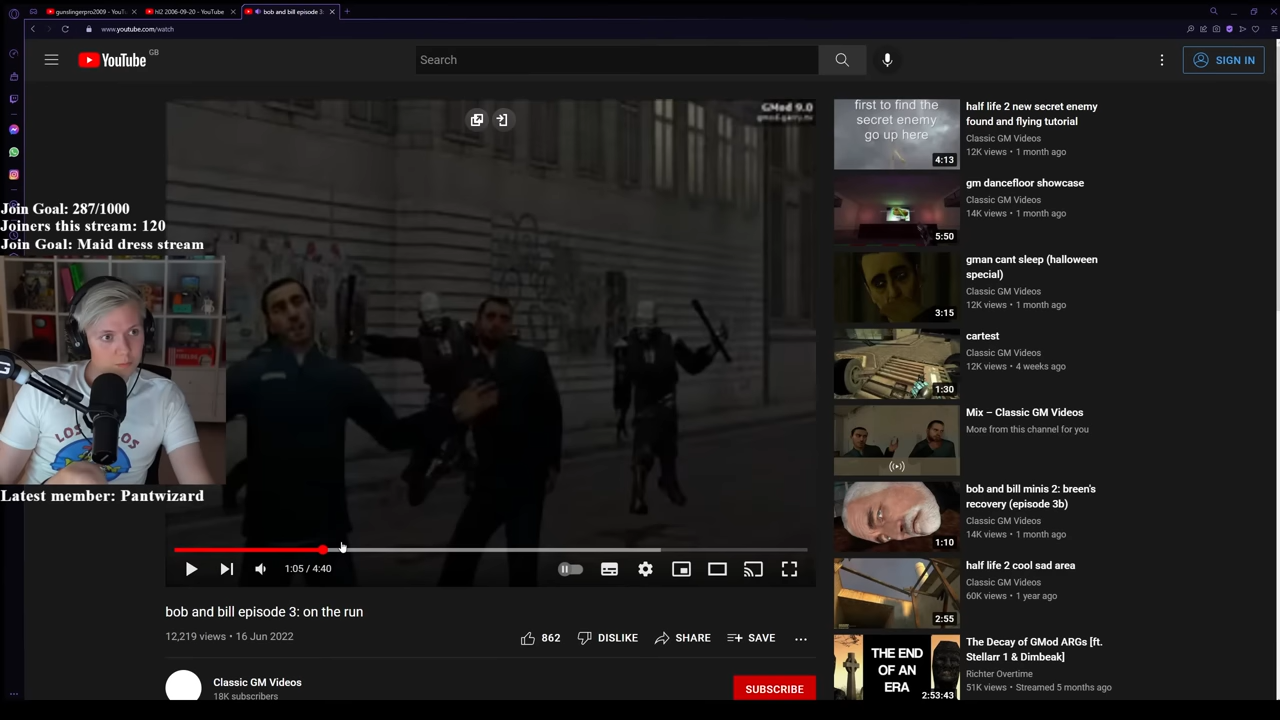 gunslingerpro2009 - YouTu
hl2 2006-09-20 - YouTube
bob and bill episode 3:
www.youtube.com/watch
YouTube
GB
Search
SIGN IN
GMod 9.0
Join Goal: 287/1000
Joiners this stream: 120
Join Goal: Maid dress stream
Latest member: Pantwizard
1:05 / 4:40
bob and bill episode 3: on the run
12,219 views • 16 Jun 2022
862
DISLIKE
SHARE
SAVE
Classic GM Videos
18K subscribers
SUBSCRIBE
first to find the
secret enemy
go up here
4:13
half life 2 new secret enemy
found and flying tutorial
Classic GM Videos
12K views • 1 month ago
5:50
gm dancefloor showcase
Classic GM Videos
14K views • 1 month ago
3:15
gman cant sleep (halloween
special)
Classic GM Videos
12K views • 1 month ago
1:30
cartest
Classic GM Videos
12K views • 4 weeks ago
Mix – Classic GM Videos
More from this channel for you
1:10
bob and bill minis 2: breen's
recovery (episode 3b)
Classic GM Videos
14K views • 1 month ago
2:55
half life 2 cool sad area
Classic GM Videos
60K views • 1 year ago
THE END
OF AN
ERA
2:53:43
The Decay of GMod ARGs [ft.
Stellarr 1 & Dimbeak]
Richter Overtime
51K views • Streamed 5 months ago